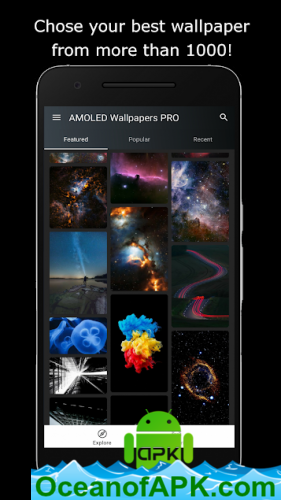 Chose your best wallpaper
from more than 1000!
AMOLED Wallpapers PRO
Featured Popular Recent
Explore
apk
OceanofAPK.com